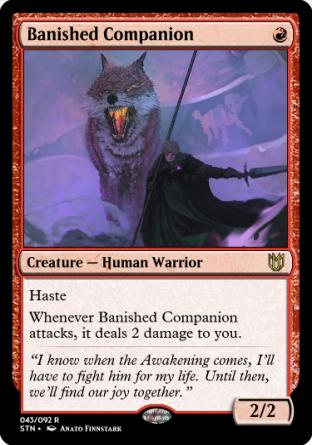 Banished Companion
Creature — Human Warrior
Haste
Whenever Banished Companion
attacks, it deals 2 damage to you.
“I know when the Awakening comes, I’ll
have to fight him for my life. Until then,
we’ll find our joy together.”
2/2
043/092 R
STN • Anato Finnstark